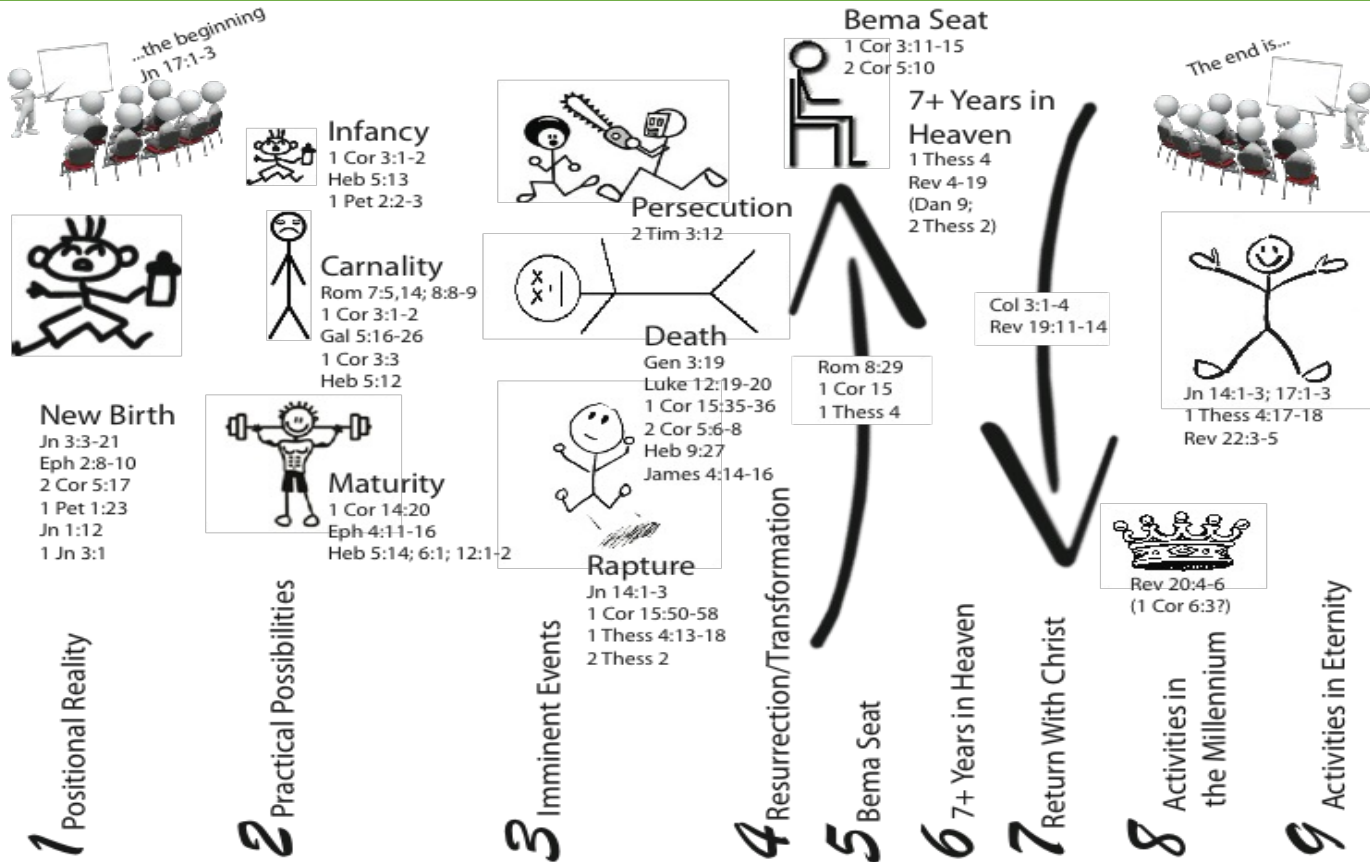 ...the beginning
Jn 17:1-3
New Birth
Jn 3:3-21
Eph 2:8-10
2 Cor 5:17
1 Pet 1:23
Jn 1:12
1 Jn 3:1
Infancy
1 Cor 3:1-2
Heb 5:13
1 Pet 2:2-3
Carnality
Rom 7:5,14; 8:8-9
1 Cor 3:1-2
Gal 5:16-26
1 Cor 3:3
Heb 5:12
Maturity
1 Cor 14:20
Eph 4:11-16
Heb 5:14; 6:1; 12:1-2
Persecution
2 Tim 3:12
Death
Gen 3:19
Luke 12:19-20
1 Cor 15:35-36
2 Cor 5:6-8
Heb 9:27
James 4:14-16
Rapture
Jn 14:1-3
1 Cor 15:50-58
1 Thess 4:13-18
2 Thess 2
Rom 8:29
1 Cor 15
1 Thess 4
Bema Seat
1 Cor 3:11-15
2 Cor 5:10
7+ Years in
Heaven
1 Thess 4
Rev 4-19
(Dan 9;
2 Thess 2)
Col 3:1-4
Rev 19:11-14
The end is...
Jn 14:1-3; 17:1-3
1 Thess 4:17-18
Rev 22:3-5
Rev 20:4-6
(1 Cor 6:3?)
1 Postional Reality
2 Practical Possibilities
3 Imminent Events
4 Resurrection/Transformation
5 Bema Seat
6 7+ Years in Heaven
7 Return With Christ
8 Activities in
the Millennium
9 Activities in Eternity